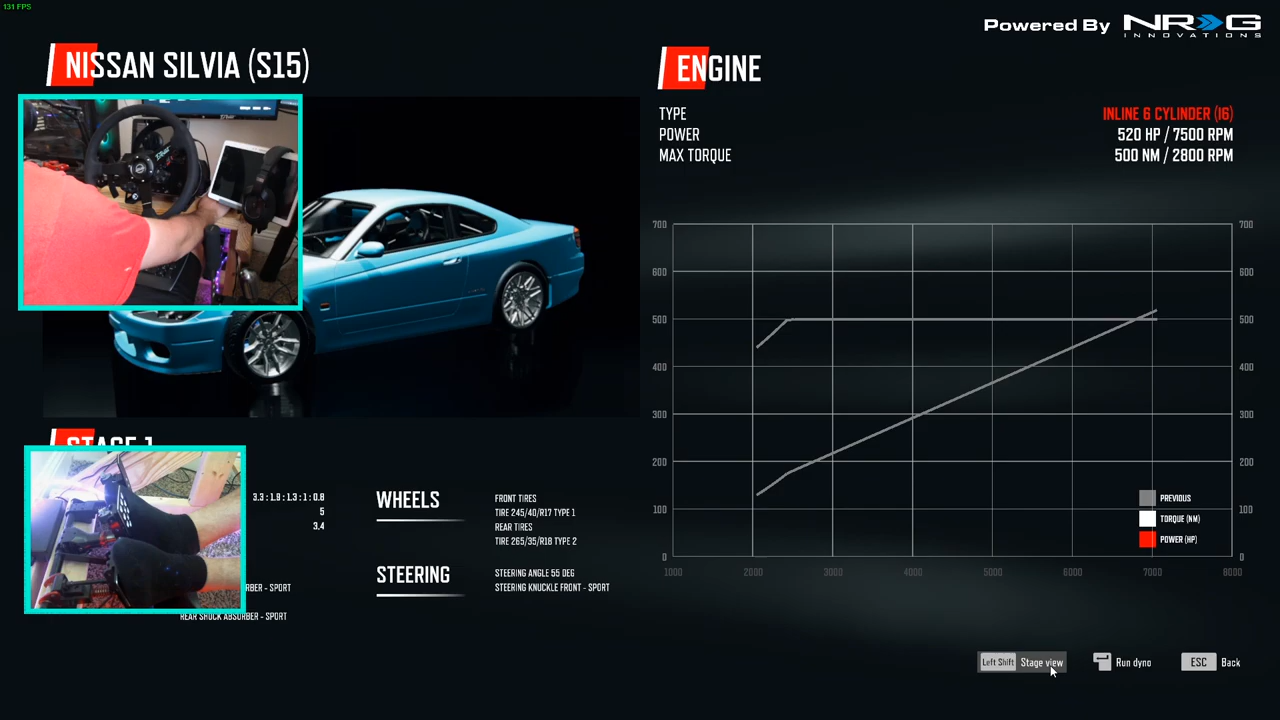 131 FPS
Powered By NRG
INNOVATIONS
NISSAN SILVIA (S15)
ENGINE
TYPE INLINE 6 CYLINDER (I6)
POWER 520 HP / 7500 RPM
MAX TORQUE 500 NM / 2800 RPM
700 700
600 600
500 500
400 400
300 300
200 200
100 100
0 0
1000 2000 3000 4000 5000 6000 7000 8000
PREVIOUS
TORQUE (NM)
POWER (HP)
STAGE 1
3.3 : 1.9 : 1.3 : 1 : 0.8
5
3.4
RBER - SPORT
REAR SHOCK ABSORBER - SPORT
WHEELS
FRONT TIRES
TIRE 245/40/R17 TYPE 1
REAR TIRES
TIRE 265/35/R18 TYPE 2
STEERING
STEERING ANGLE 55 DEG
STEERING KNUCKLE FRONT - SPORT
Left Shift Stage view
Run dyno
ESC Back